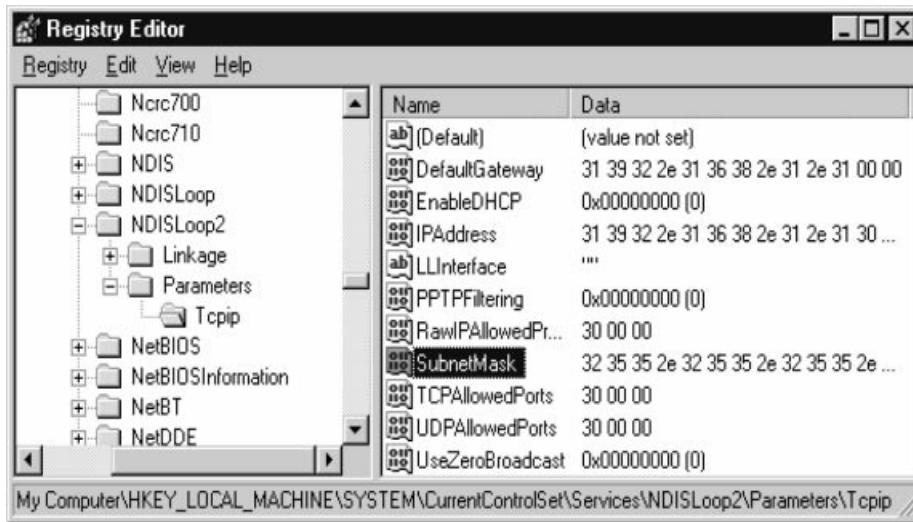 Registry Editor
Registry Edit View Help
Ncrc700
Ncrc710
NDIS
NDISLoop
NDISLoop2
Linkage
Parameters
Tcpip
NetBIOS
NetBIOSInformation
NetBT
NetDDE
Name Data
(Default) (value not set)
DefaultGateway 31 39 32 2e 31 36 38 2e 31 2e 31 00 00
EnableDHCP 0x00000000 (0)
IPAddress 31 39 32 2e 31 36 38 2e 31 2e 31 30 ...
LLInterface ""
PPTPFiltering 0x00000000 (0)
RawIPAllowedPr... 30 00 00
SubnetMask 32 35 35 2e 32 35 35 2e 32 35 35 2e ...
TCPAllowedPorts 30 00 00
UDPAllowedPorts 30 00 00
UseZeroBroadcast 0x00000000 (0)
My Computer\HKEY_LOCAL_MACHINE\SYSTEM\CurrentControlSet\Services\NDISLoop2\Parameters\Tcpip